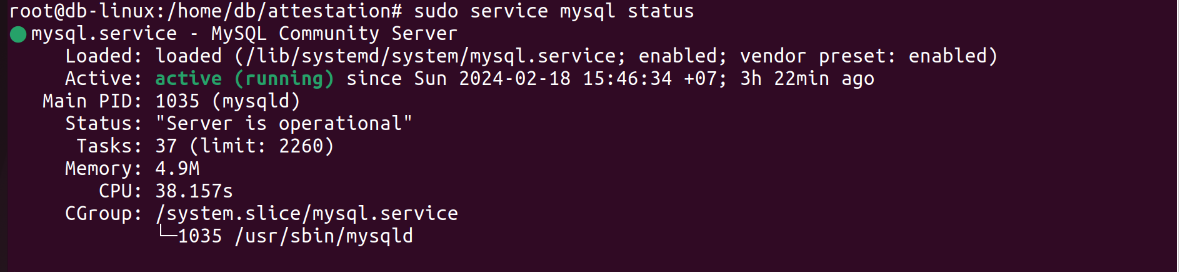 root@db-linux:/home/db/attestation# sudo service mysql status
● mysql.service - MySQL Community Server
     Loaded: loaded (/lib/systemd/system/mysql.service; enabled; vendor preset: enabled)
     Active: active (running) since Sun 2024-02-18 15:46:34 +07; 3h 22min ago
   Main PID: 1035 (mysqld)
     Status: "Server is operational"
      Tasks: 37 (limit: 2260)
     Memory: 4.9M
        CPU: 38.157s
     CGroup: /system.slice/mysql.service
             └─1035 /usr/sbin/mysqld